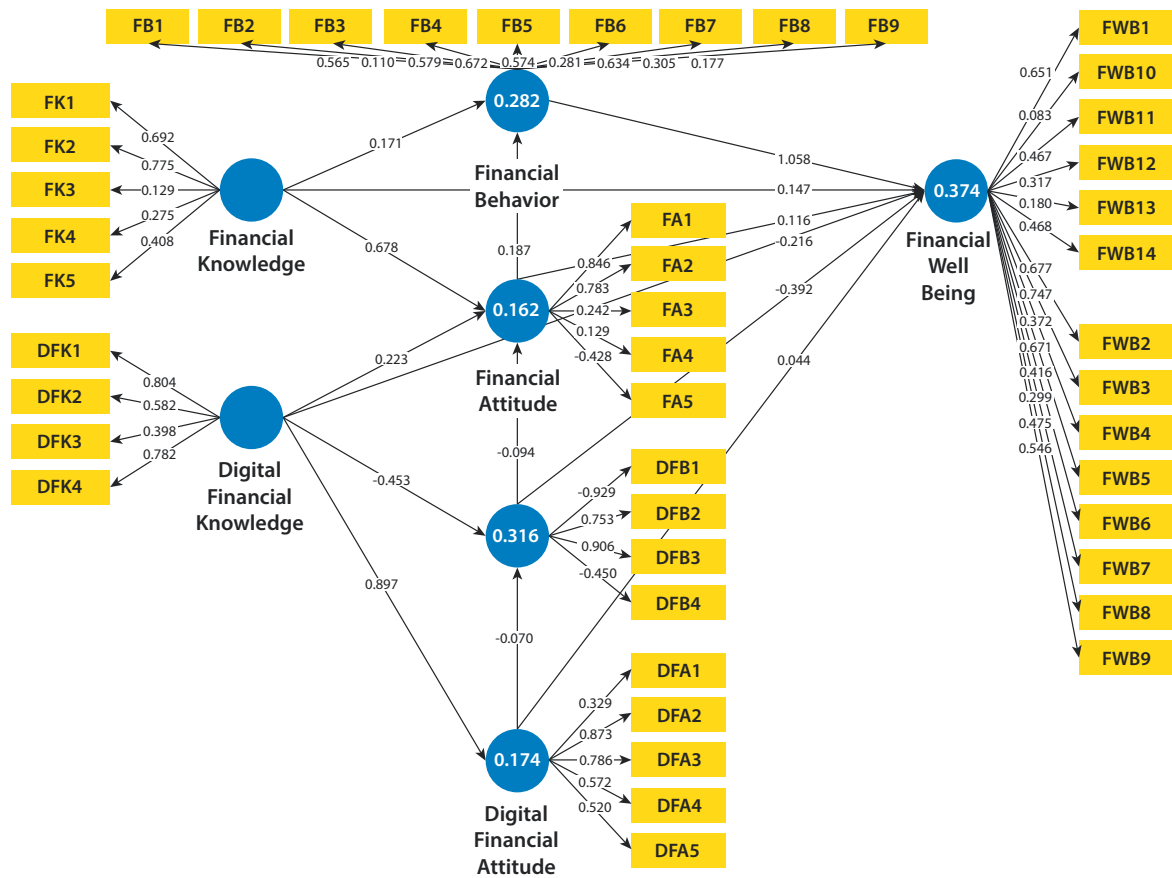 FB1 FB2 FB3 FB4 FB5 FB6 FB7 FB8 FB9
0.565 0.110 0.579 0.672 0.574 0.281 0.634 0.305 0.177
0.282
Financial
Behavior
FK1
FK2
FK3
FK4
FK5
0.692
0.775
0.129
0.275
0.408
Financial
Knowledge
0.171
0.678
0.187
1.058
0.147
0.116
-0.216
-0.392
0.044
DFK1
DFK2
DFK3
DFK4
0.804
0.582
0.398
0.782
Digital
Financial
Knowledge
0.223
-0.453
0.897
0.162
Financial
Attitude
FA1
FA2
FA3
FA4
FA5
0.846
0.783
0.242
0.129
-0.428
-0.094
0.316
DFB1
DFB2
DFB3
DFB4
-0.929
0.753
0.906
-0.450
-0.070
0.174
Digital
Financial
Attitude
DFA1
DFA2
DFA3
DFA4
DFA5
0.329
0.873
0.786
0.572
0.520
0.374
Financial
Well
Being
FWB1
FWB10
FWB11
FWB12
FWB13
FWB14
0.651
0.083
0.467
0.317
0.180
0.468
0.677
0.747
0.372
0.671
0.416
0.299
0.475
0.546
FWB2
FWB3
FWB4
FWB5
FWB6
FWB7
FWB8
FWB9